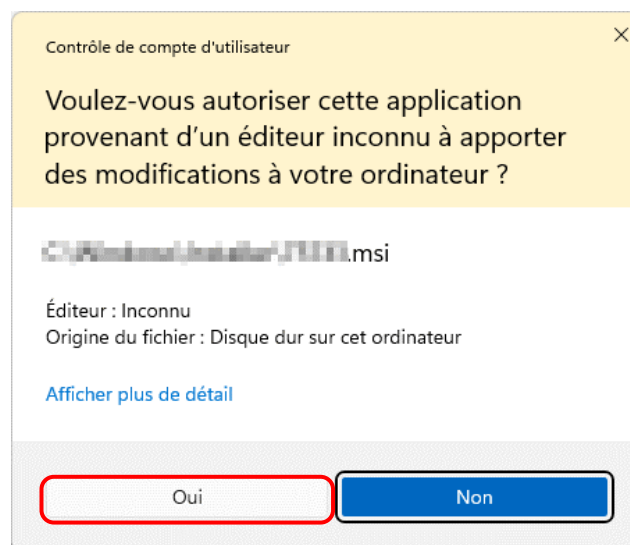 Contrôle de compte d'utilisateur
Voulez-vous autoriser cette application
provenant d’un éditeur inconnu à apporter
des modifications à votre ordinateur ?
.msi
Éditeur : Inconnu
Origine du fichier : Disque dur sur cet ordinateur
Afficher plus de détail
Oui
Non